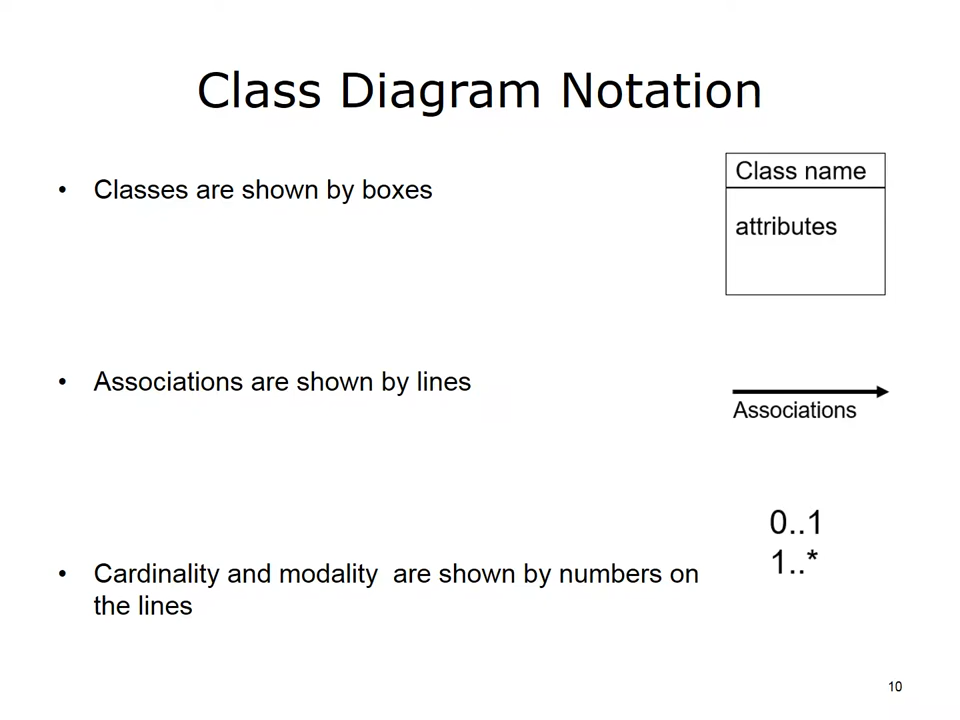 Class Diagram Notation
• Classes are shown by boxes
Class name
attributes
• Associations are shown by lines
Associations
0..1
1..*
• Cardinality and modality  are shown by numbers on
the lines
10